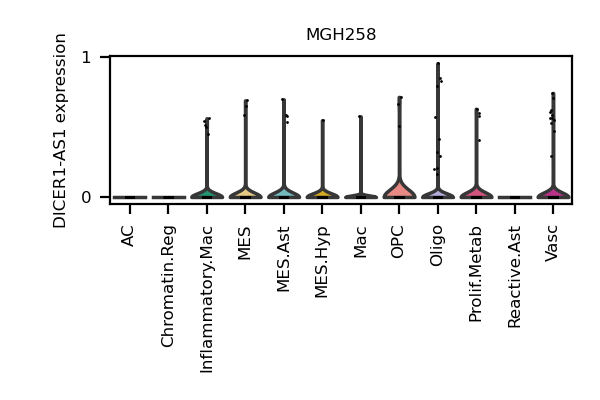 MGH258
DICER1-AS1 expression
1
0
AC
Chromatin.Reg
Inflammatory.Mac
MES
MES.Ast
MES.Hyp
Mac
OPC
Oligo
Prolif.Metab
Reactive.Ast
Vasc